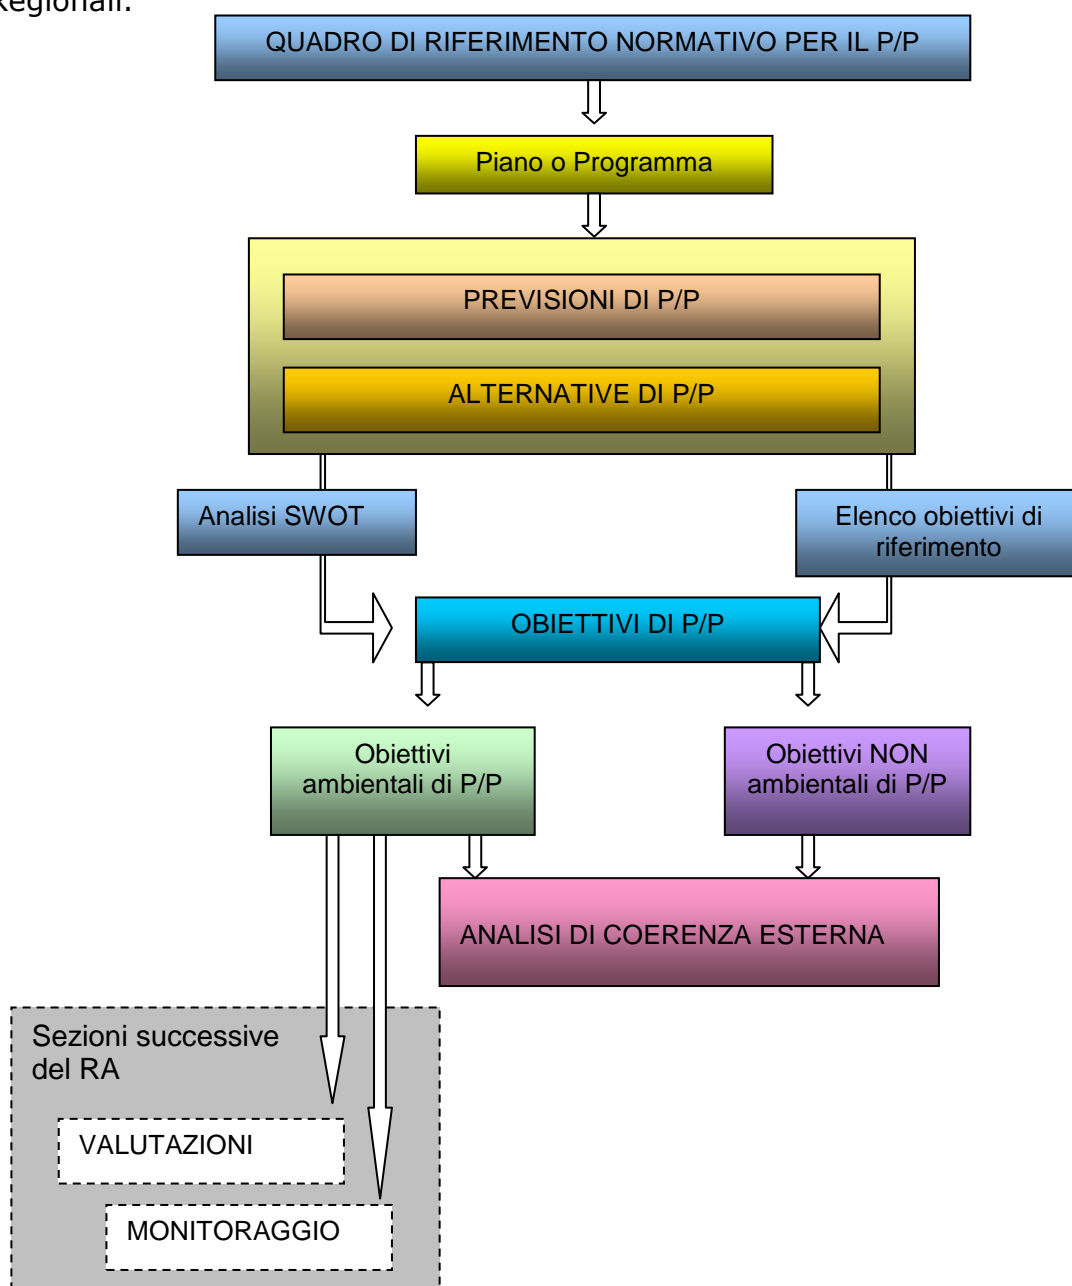 Regionali.
QUADRO DI RIFERIMENTO NORMATIVO PER IL P/P
Piano o Programma
PREVISIONI DI P/P
ALTERNATIVE DI P/P
Analisi SWOT
Elenco obiettivi di
riferimento
OBIETTIVI DI P/P
Obiettivi
ambientali di P/P
Obiettivi NON
ambientali di P/P
ANALISI DI COERENZA ESTERNA
Sezioni successive
del RA
VALUTAZIONI
MONITORAGGIO